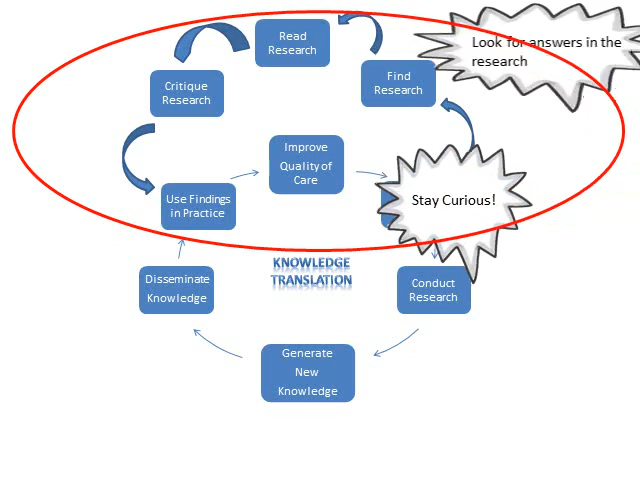 Read
Research
Look for answers in the
research
Find
Research
Critique
Research
Improve
Quality of
Care
Stay Curious!
Use Findings
in Practice
KNOWLEDGE
TRANSLATION
Disseminate
Knowledge
Conduct
Research
Generate
New
Knowledge